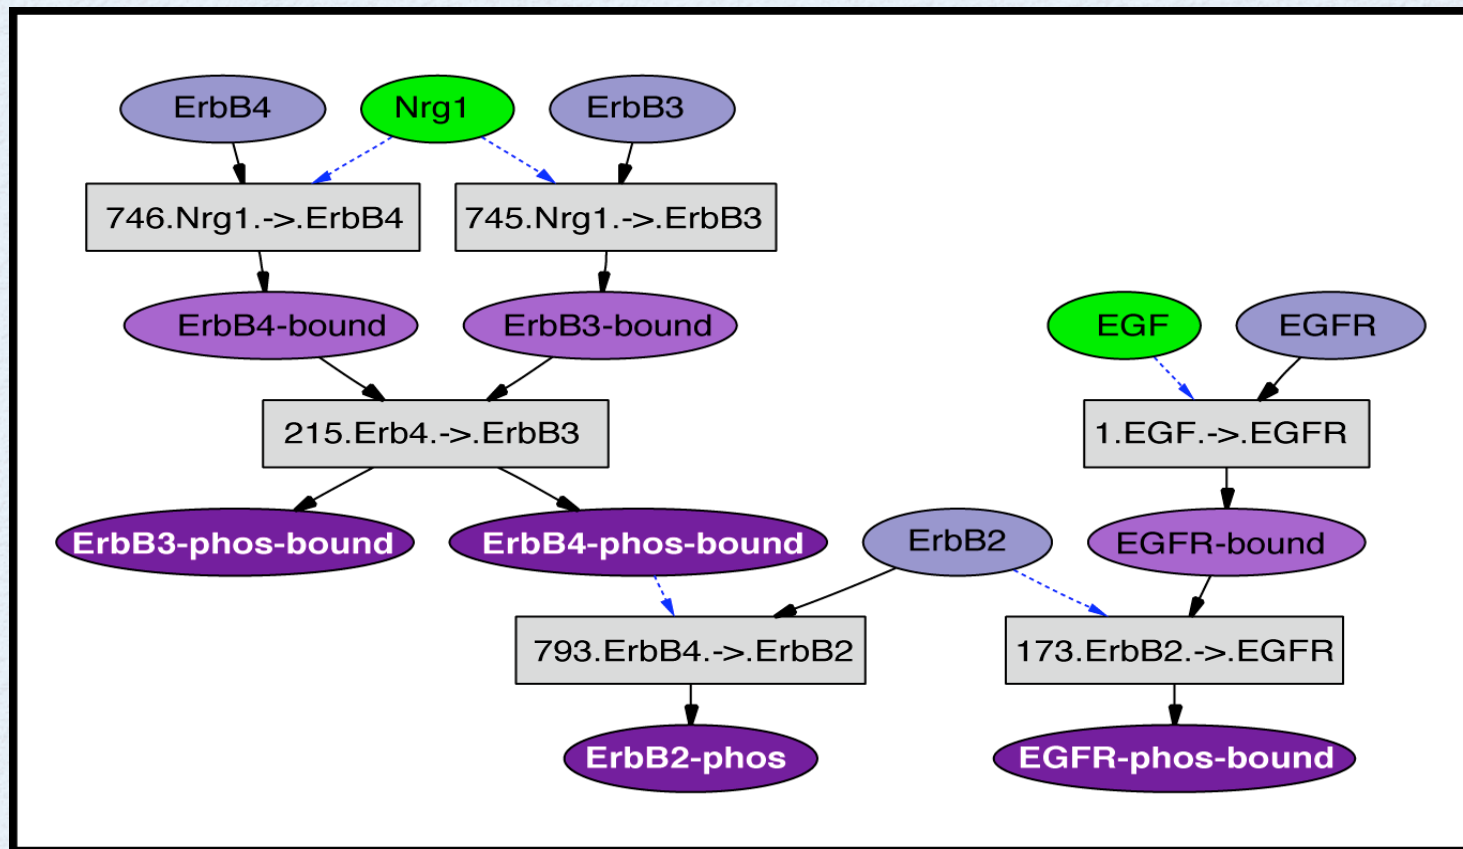 ErbB4
Nrg1
ErbB3
746.Nrg1.->.ErbB4
745.Nrg1.->.ErbB3
ErbB4-bound
ErbB3-bound
EGF
EGFR
215.Erb4.->.ErbB3
1.EGF.->.EGFR
ErbB3-phos-bound
ErbB4-phos-bound
ErbB2
EGFR-bound
793.ErbB4.->.ErbB2
173.ErbB2.->.EGFR
ErbB2-phos
EGFR-phos-bound